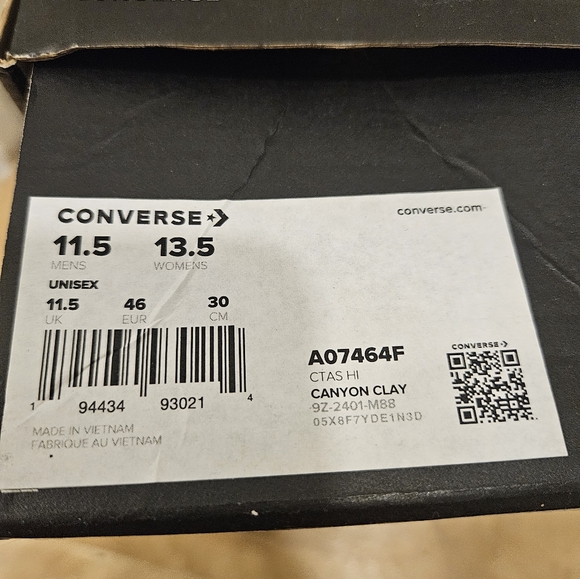 CONVERSE
converse.com
11.5 13.5
MENS WOMENS
UNISEX
11.5 46 30
UK EUR CM
1 94434 93021 4
MADE IN VIETNAM
FABRIQUE AU VIETNAM
A07464F
CTAS HI
CANYON CLAY
9Z-2401-M88
05X8F7YDE1N3D
CONVERSE